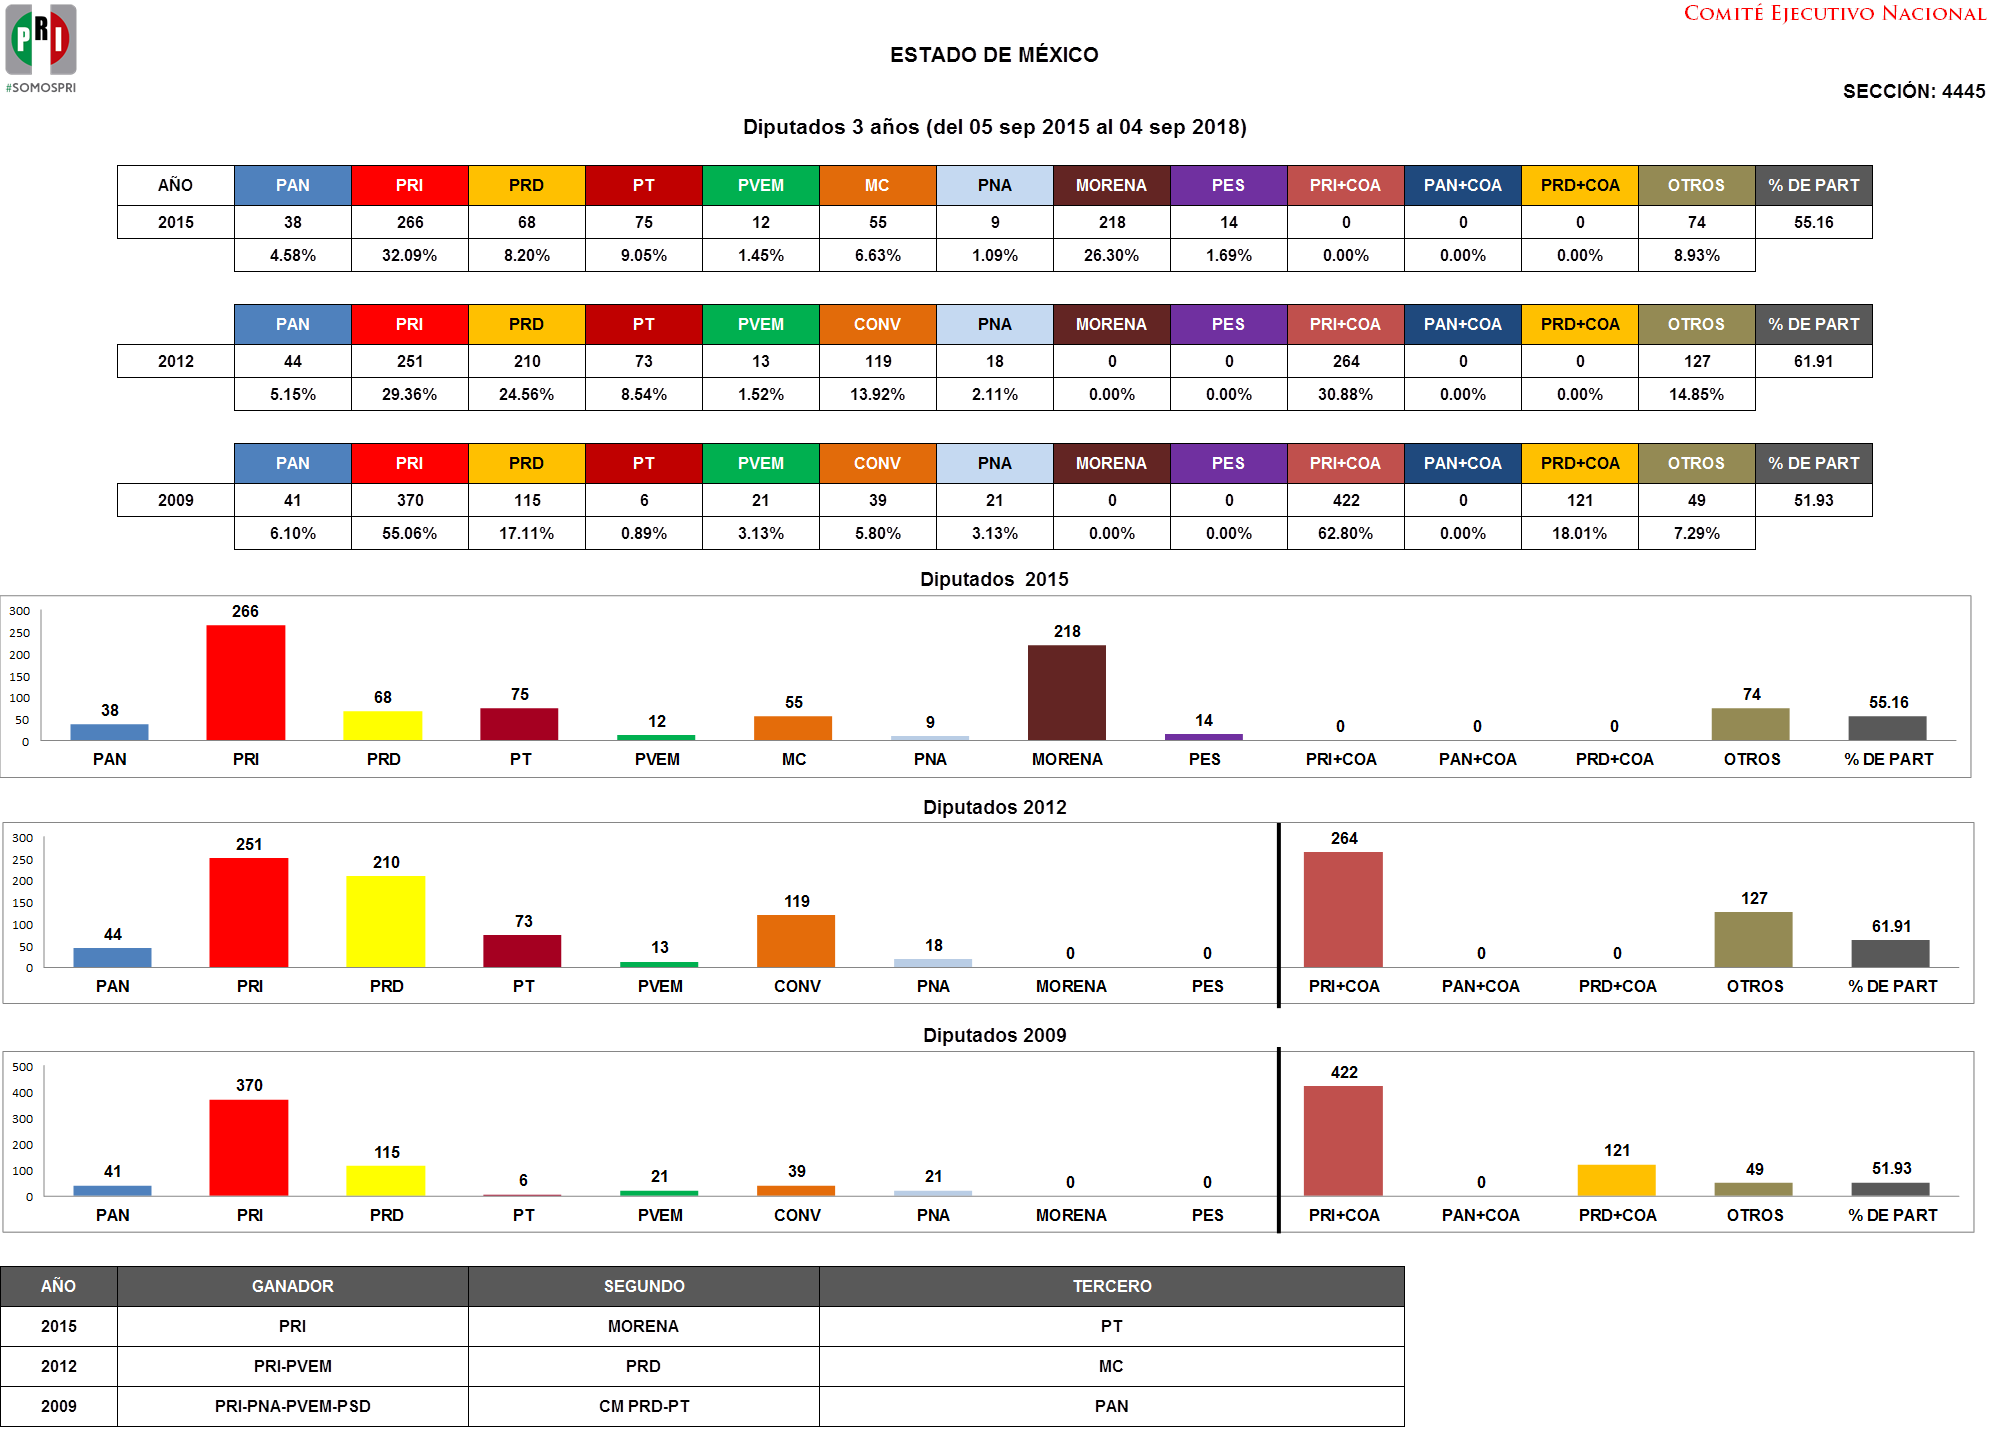 PRI
#SOMOSPRI
COMITÉ EJECUTIVO NACIONAL
ESTADO DE MÉXICO
SECCIÓN: 4445
Diputados 3 años (del 05 sep 2015 al 04 sep 2018)
AÑO PAN PRI PRD PT PVEM MC PNA MORENA PES PRI+COA PAN+COA PRD+COA OTROS % DE PART
2015 38 266 68 75 12 55 9 218 14 0 0 0 74 55.16
4.58% 32.09% 8.20% 9.05% 1.45% 6.63% 1.09% 26.30% 1.69% 0.00% 0.00% 0.00% 8.93%
PAN PRI PRD PT PVEM CONV PNA MORENA PES PRI+COA PAN+COA PRD+COA OTROS % DE PART
2012 44 251 210 73 13 119 18 0 0 264 0 0 127 61.91
5.15% 29.36% 24.56% 8.54% 1.52% 13.92% 2.11% 0.00% 0.00% 30.88% 0.00% 0.00% 14.85%
PAN PRI PRD PT PVEM CONV PNA MORENA PES PRI+COA PAN+COA PRD+COA OTROS % DE PART
2009 41 370 115 6 21 39 21 0 0 422 0 121 49 51.93
6.10% 55.06% 17.11% 0.89% 3.13% 5.80% 3.13% 0.00% 0.00% 62.80% 0.00% 18.01% 7.29%
Diputados 2015
300
250
200
150
100
50
0
38 266 68 75 12 55 9 218 14 0 0 0 74 55.16
PAN PRI PRD PT PVEM MC PNA MORENA PES PRI+COA PAN+COA PRD+COA OTROS % DE PART
Diputados 2012
300
250
200
150
100
50
0
44 251 210 73 13 119 18 0 0 264 0 0 127 61.91
PAN PRI PRD PT PVEM CONV PNA MORENA PES PRI+COA PAN+COA PRD+COA OTROS % DE PART
Diputados 2009
500
400
300
200
100
0
41 370 115 6 21 39 21 0 0 422 0 121 49 51.93
PAN PRI PRD PT PVEM CONV PNA MORENA PES PRI+COA PAN+COA PRD+COA OTROS % DE PART
AÑO GANADOR SEGUNDO TERCERO
2015 PRI MORENA PT
2012 PRI-PVEM PRD MC
2009 PRI-PNA-PVEM-PSD CM PRD-PT PAN